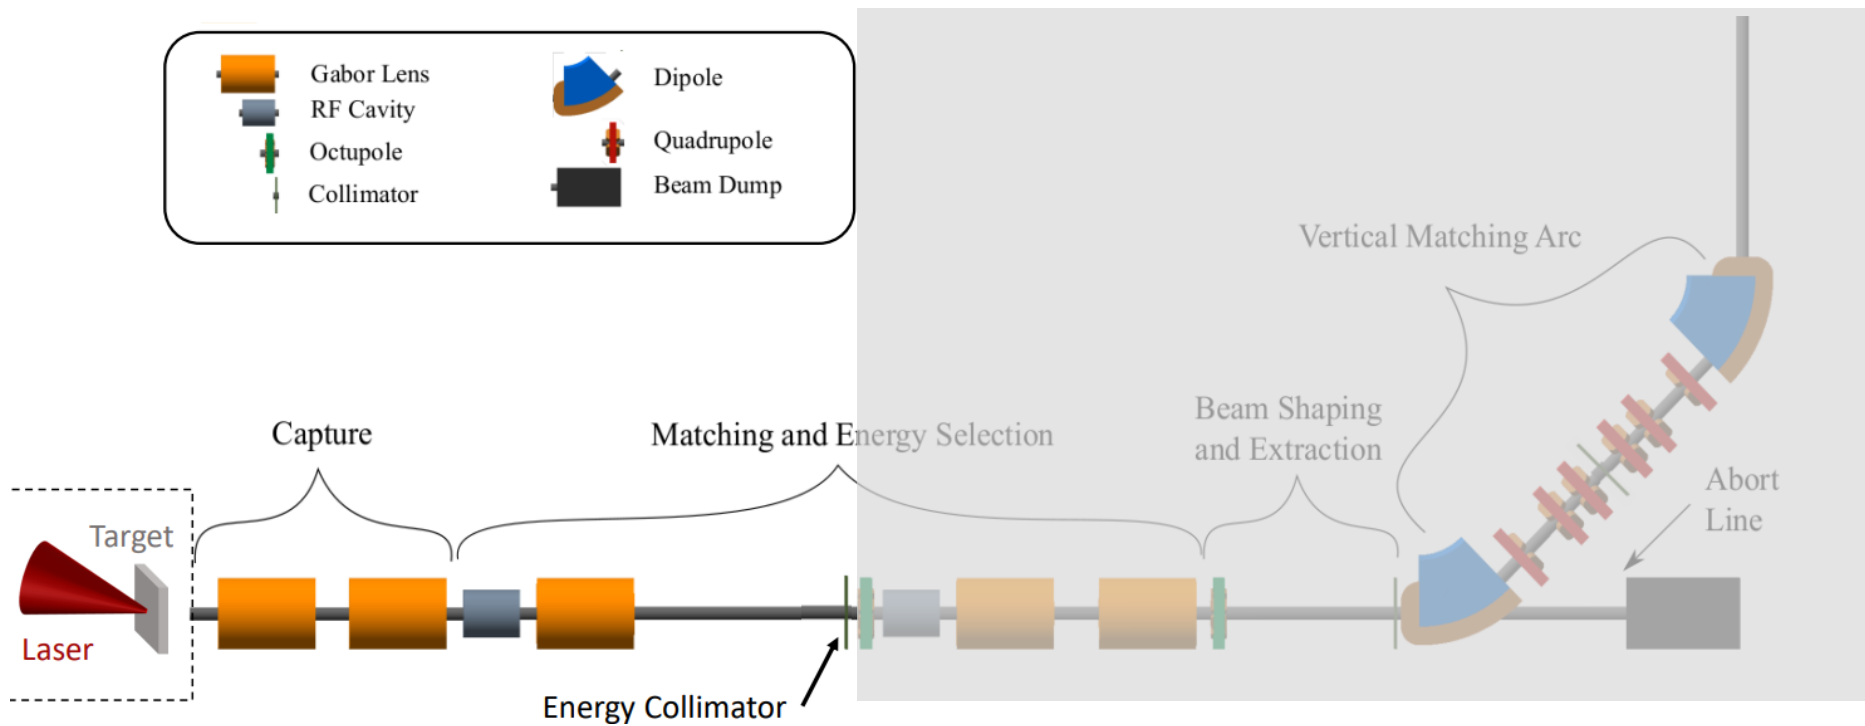 Gabor Lens
RF Cavity
Octupole
Collimator
Dipole
Quadrupole
Beam Dump
Vertical Matching Arc
Capture
Matching and Energy Selection
Beam Shaping
and Extraction
Abort
Line
Target
Laser
Energy Collimator